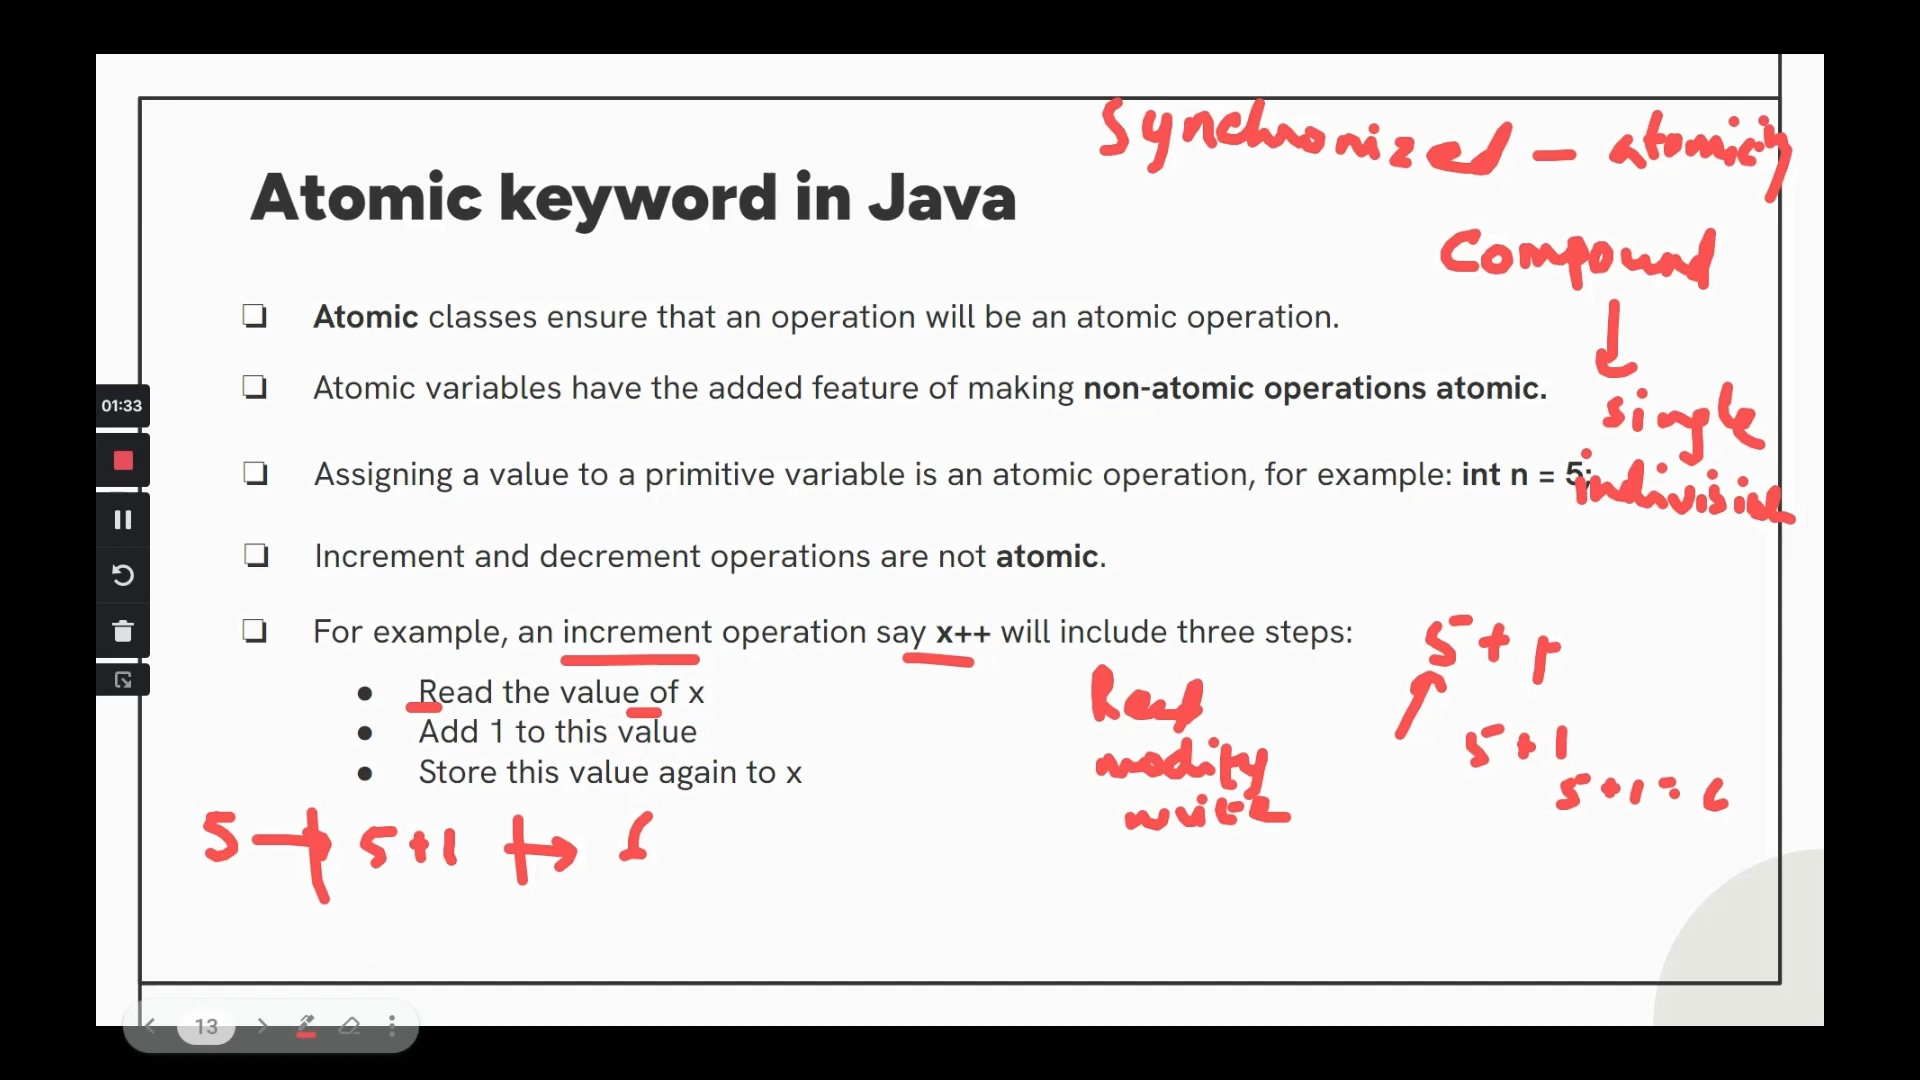 Synchronized - atomicity
Atomic keyword in Java
Compound
Atomic classes ensure that an operation will be an atomic operation.
Atomic variables have the added feature of making non-atomic operations atomic.
01:33
single
Assigning a value to a primitive variable is an atomic operation, for example: int n = 5;
Increment and decrement operations are not atomic.
For example, an increment operation say x++ will include three steps:
5+1
Read the value of x
Read
Add 1 to this value
5+1
modify
Store this value again to x
5+1=6
write
5 → 5+1 → 6
13